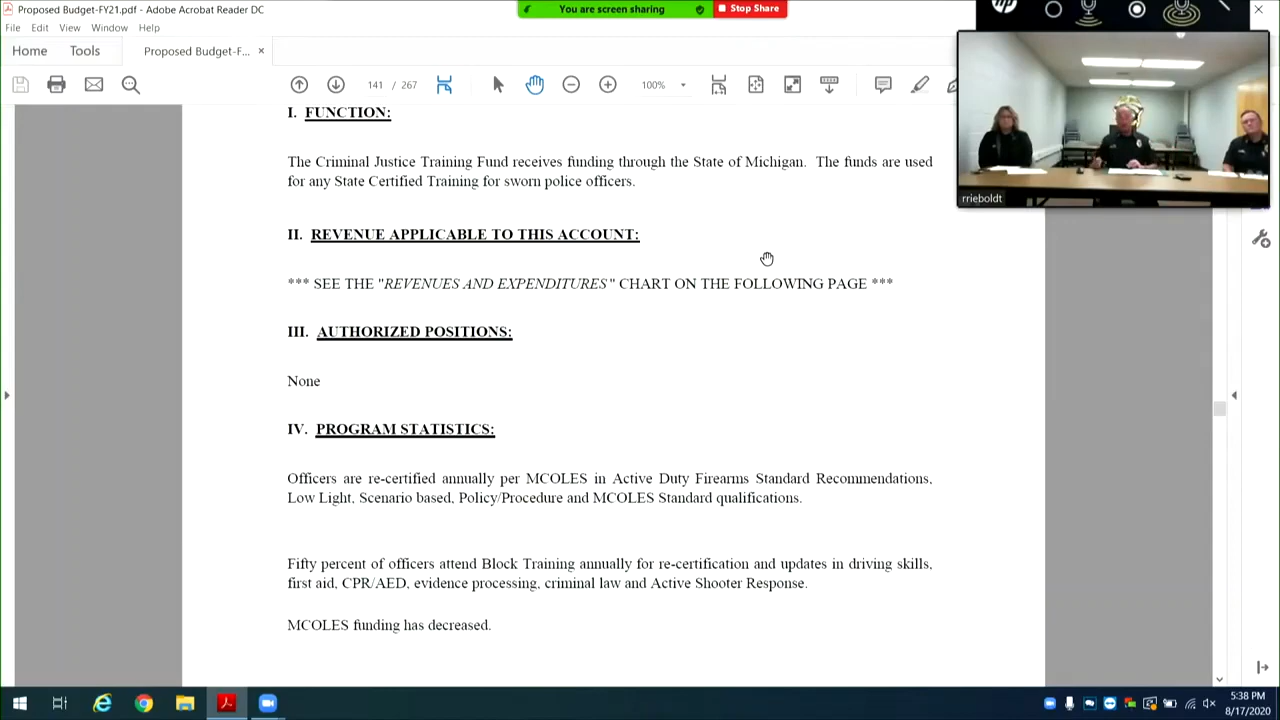 Proposed Budget-FY21.pdf - Adobe Acrobat Reader DC
You are screen sharing
Stop Share
File Edit View Window Help
Home Tools Proposed Budget-F... ×
141 / 267
100%
rrieboldt
I. FUNCTION:
The Criminal Justice Training Fund receives funding through the State of Michigan. The funds are used
for any State Certified Training for sworn police officers.
II. REVENUE APPLICABLE TO THIS ACCOUNT:
*** SEE THE "REVENUES AND EXPENDITURES" CHART ON THE FOLLOWING PAGE ***
III. AUTHORIZED POSITIONS:
None
IV. PROGRAM STATISTICS:
Officers are re-certified annually per MCOLES in Active Duty Firearms Standard Recommendations,
Low Light, Scenario based, Policy/Procedure and MCOLES Standard qualifications.
Fifty percent of officers attend Block Training annually for re-certification and updates in driving skills,
first aid, CPR/AED, evidence processing, criminal law and Active Shooter Response.
MCOLES funding has decreased.
5:38 PM
8/17/2020